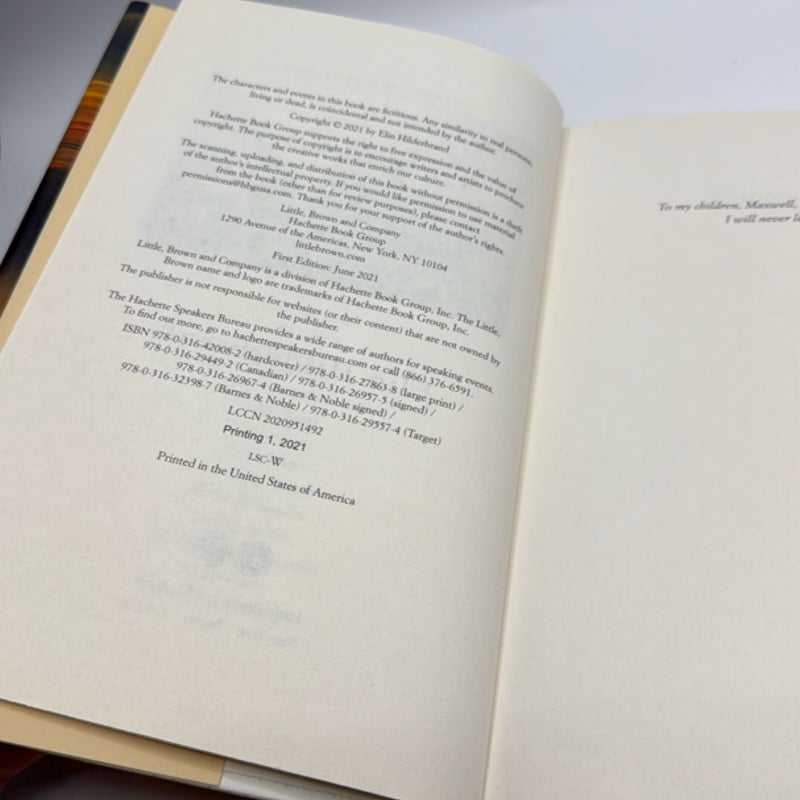 The characters and events in this book are fictitious. Any similarity to real persons,
living or dead, is coincidental and not intended by the author.
Copyright © 2021 by Elin Hilderbrand
Hachette Book Group supports the right to free expression and the value of
copyright. The purpose of copyright is to encourage writers and artists to produce
the creative works that enrich our culture.
The scanning, uploading, and distribution of this book without permission is a theft
of the author's intellectual property. If you would like permission to use material
from the book (other than for review purposes), please contact
permissions@hbgusa.com. Thank you for your support of the author's rights.
Little, Brown and Company
Hachette Book Group
1290 Avenue of the Americas, New York, NY 10104
littlebrown.com
First Edition: June 2021
Little, Brown and Company is a division of Hachette Book Group, Inc. The Little,
Brown name and logo are trademarks of Hachette Book Group, Inc.
The publisher is not responsible for websites (or their content) that are not owned by
the publisher.
The Hachette Speakers Bureau provides a wide range of authors for speaking events.
To find out more, go to hachettespeakersbureau.com or call (866) 376-6591.
ISBN 978-0-316-42008-2 (hardcover) / 978-0-316-27863-8 (large print) /
978-0-316-29449-2 (Canadian) / 978-0-316-26957-5 (signed) /
978-0-316-26967-4 (Barnes & Noble signed) /
978-0-316-32398-7 (Barnes & Noble) / 978-0-316-29557-4 (Target)
LCCN 2020951492
Printing 1, 2021
LSC-W
Printed in the United States of America
To my children, Maxwell,
I will never